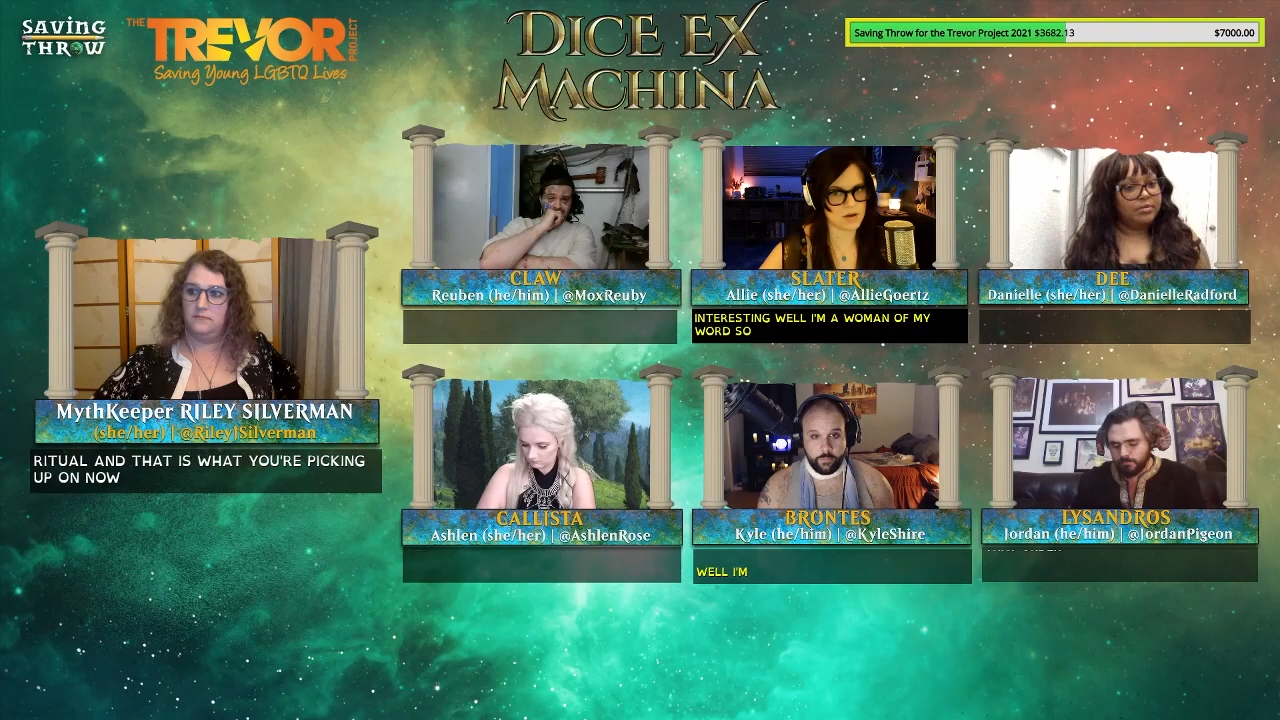 SAVING
THROW
THE TREVOR PROJECT
Saving Young LGBTQ Lives
DICE EX
MACHINA
Saving Throw for the Trevor Project 2021 $3682.13
$7000.00
CLAW
Reuben (he/him) | @MoxReuby
SLATER
Allie (she/her) | @AllieGoertz
INTERESTING WELL I'M A WOMAN OF MY
WORD SO
DEE
Danielle (she/her) | @DanielleRadford
MythKeeper RILEY SILVERMAN
(she/her) | @RileyJSilverman
RITUAL AND THAT IS WHAT YOU'RE PICKING
UP ON NOW
CALLISTA
Ashlen (she/her) | @AshlenRose
BRONTES
Kyle (he/him) | @KyleShire
WELL I'M
LYSANDROS
Jordan (he/him) | @JordanPigeon